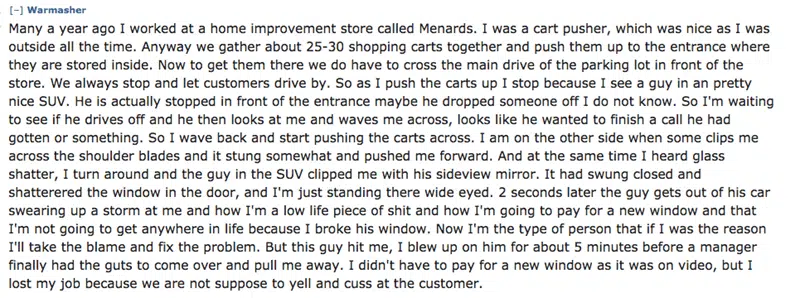 [-] Warmasher
Many a year ago I worked at a home improvement store called Menards. I was a cart pusher, which was nice as I was
outside all the time. Anyway we gather about 25-30 shopping carts together and push them up to the entrance where
they are stored inside. Now to get them there we do have to cross the main drive of the parking lot in front of the
store. We always stop and let customers drive by. So as I push the carts up I stop because I see a guy in an pretty
nice SUV. He is actually stopped in front of the entrance maybe he dropped someone off I do not know. So I'm waiting
to see if he drives off and he then looks at me and waves me across, looks like he wanted to finish a call he had
gotten or something. So I wave back and start pushing the carts across. I am on the other side when some clips me
across the shoulder blades and it stung somewhat and pushed me forward. And at the same time I heard glass
shatter, I turn around and the guy in the SUV clipped me with his sideview mirror. It had swung closed and
shatterered the window in the door, and I'm just standing there wide eyed. 2 seconds later the guy gets out of his car
swearing up a storm at me and how I'm a low life piece of shit and how I'm going to pay for a new window and that
I'm not going to get anywhere in life because I broke his window. Now I'm the type of person that if I was the reason
I'll take the blame and fix the problem. But this guy hit me, I blew up on him for about 5 minutes before a manager
finally had the guts to come over and pull me away. I didn't have to pay for a new window as it was on video, but I
lost my job because we are not suppose to yell and cuss at the customer.